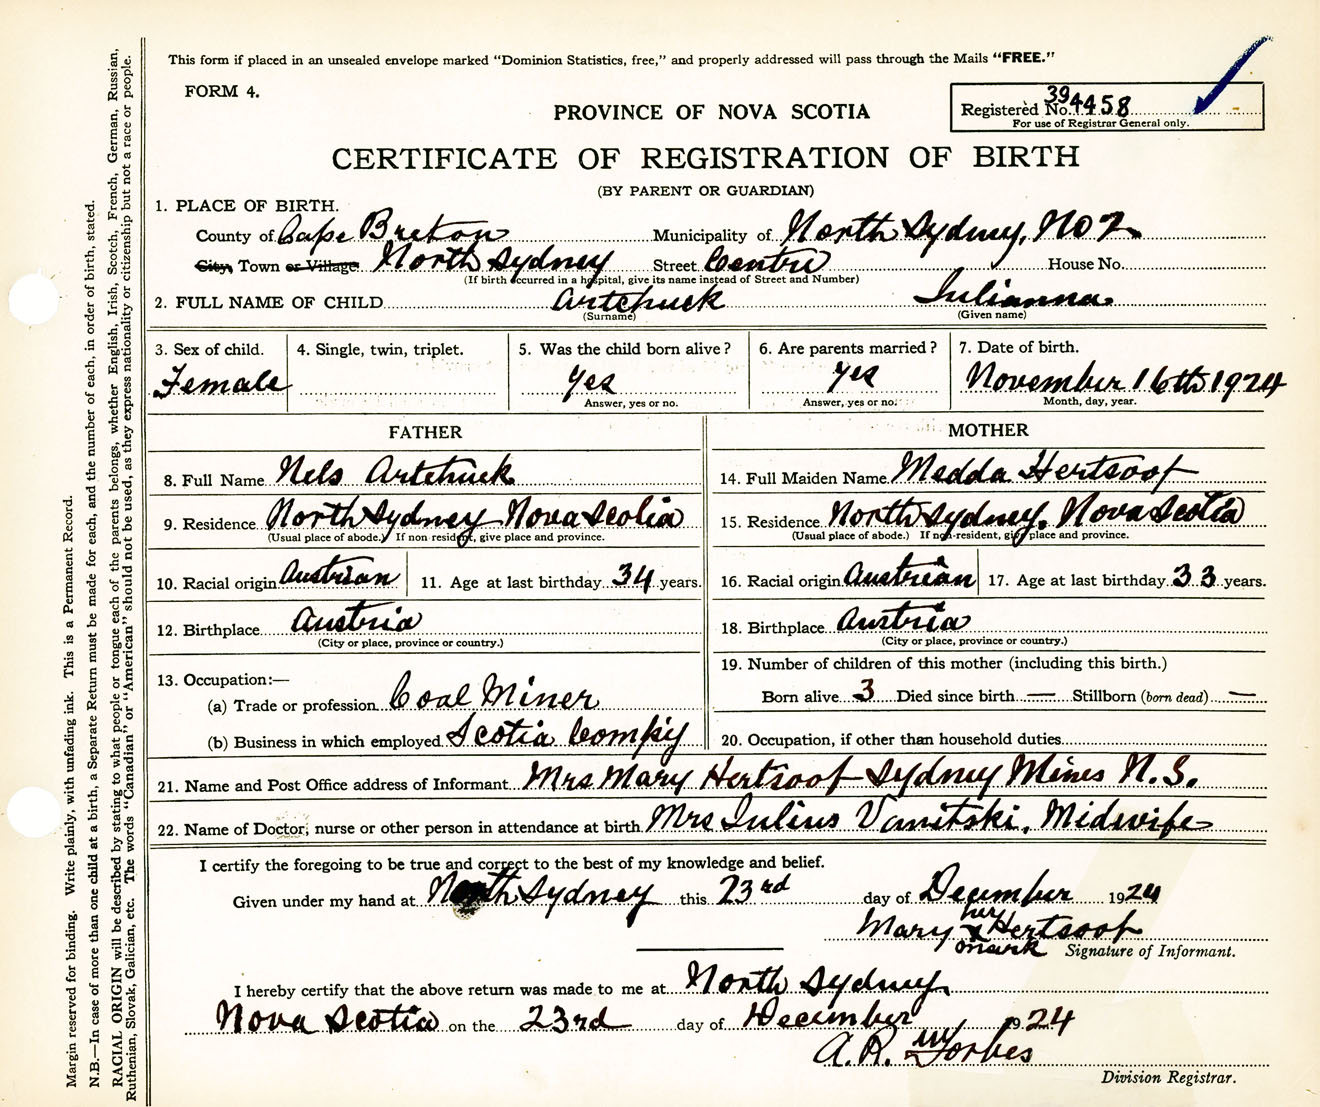 This form if placed in an unsealed envelope marked "Dominion Statistics, free," and properly addressed will pass through the Mails "FREE."
FORM 4.
PROVINCE OF NOVA SCOTIA
Registered No. 394458
For use of Registrar General only.
CERTIFICATE OF REGISTRATION OF BIRTH
(BY PARENT OR GUARDIAN)
1. PLACE OF BIRTH.
County of Cape Breton Municipality of North Sydney, No 2
City, Town or Village North Sydney Street Centre House No.
(If birth occurred in a hospital, give its name instead of Street and Number)
2. FULL NAME OF CHILD Artchuck Julianna
(Surname) (Given name)
3. Sex of child. 4. Single, twin, triplet. 5. Was the child born alive? 6. Are parents married? 7. Date of birth.
Female Yes Yes November 16th 1924
Answer, yes or no. Answer, yes or no. Month, day, year.
FATHER MOTHER
8. Full Name Nels Artchuck 14. Full Maiden Name Medda Hertsoof
9. Residence North Sydney Nova Scotia 15. Residence North Sydney, Nova Scotia
(Usual place of abode.) If non-resident, give place and province. (Usual place of abode.) If non-resident, give place and province.
10. Racial origin Austrian 11. Age at last birthday 34 years. 16. Racial origin Austrian 17. Age at last birthday 33 years.
12. Birthplace Austria 18. Birthplace Austria
(City or place, province or country.) (City or place, province or country.)
13. Occupation:— 19. Number of children of this mother (including this birth.)
(a) Trade or profession Coal Miner Born alive 3 Died since birth — Stillborn (born dead) —
(b) Business in which employed Scotia Compy 20. Occupation, if other than household duties
21. Name and Post Office address of Informant Mrs Mary Hertsoof Sydney Mines N.S.
22. Name of Doctor, nurse or other person in attendance at birth Mrs Julius Vanitski, Midwife
I certify the foregoing to be true and correct to the best of my knowledge and belief.
Given under my hand at North Sydney this 23rd day of December 1924
her
Mary x Hertsoof
mark Signature of Informant.
I hereby certify that the above return was made to me at North Sydney,
Nova Scotia on the 23rd day of December 1924
A. R. Forbes
Division Registrar.
Margin reserved for binding. Write plainly, with unfading ink. This is a Permanent Record.
N.B.—In case of more than one child at a birth, a Separate Return must be made for each, and the number of each, in order of birth, stated.
RACIAL ORIGIN will be described by stating to what people or tongue each of the parents belongs, whether English, Irish, Scotch, French, German, Russian,
Ruthenian, Slovak, Galician, etc. The words "Canadian" or "American" should not be used, as they express nationality or citizenship but not a race or people.